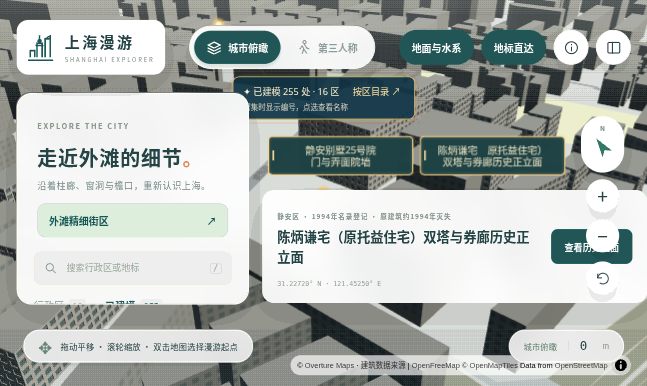 上海漫游
SHANGHAI EXPLORER
城市俯瞰
第三人称
地面与水系
地标直达
✦ 已建模 255 处 · 16 区 按区目录 ↗
集时显示编号，点选查看名称
静安别墅25号院
门与弄面院墙
陈炳谦宅 原托益住宅）
双塔与券廊历史正立面
EXPLORE THE CITY
走近外滩的细节。
沿着柱廊、窗洞与檐口，重新认识上海。
外滩精细街区 ↗
搜索行政区或地标 /
静安区 · 1994年名录登记 · 原建筑约1994年灭失
陈炳谦宅（原托益住宅）双塔与券廊历史正
立面
31.22720° N · 121.45250° E
查看历
面
N
+
−
拖动平移 · 滚轮缩放 · 双击地图选择漫游起点
城市俯瞰 0 m
© Overture Maps · 建筑数据来源 | OpenFreeMap © OpenMapTiles Data from OpenStreetMap